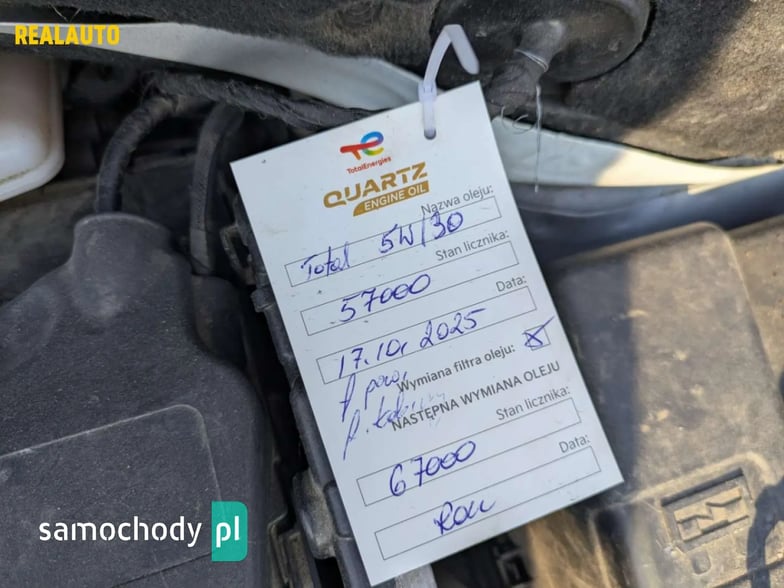 REALAUTO
TotalEnergies
QUARTZ
ENGINE OIL
Nazwa oleju:
Total 5W/30
Stan licznika:
57000
Data:
17.10. 2025
Wymiana filtra oleju:
f. pow.
NASTĘPNA WYMIANA OLEJU
Stan licznika:
67000
Data:
Rok
samochody pl